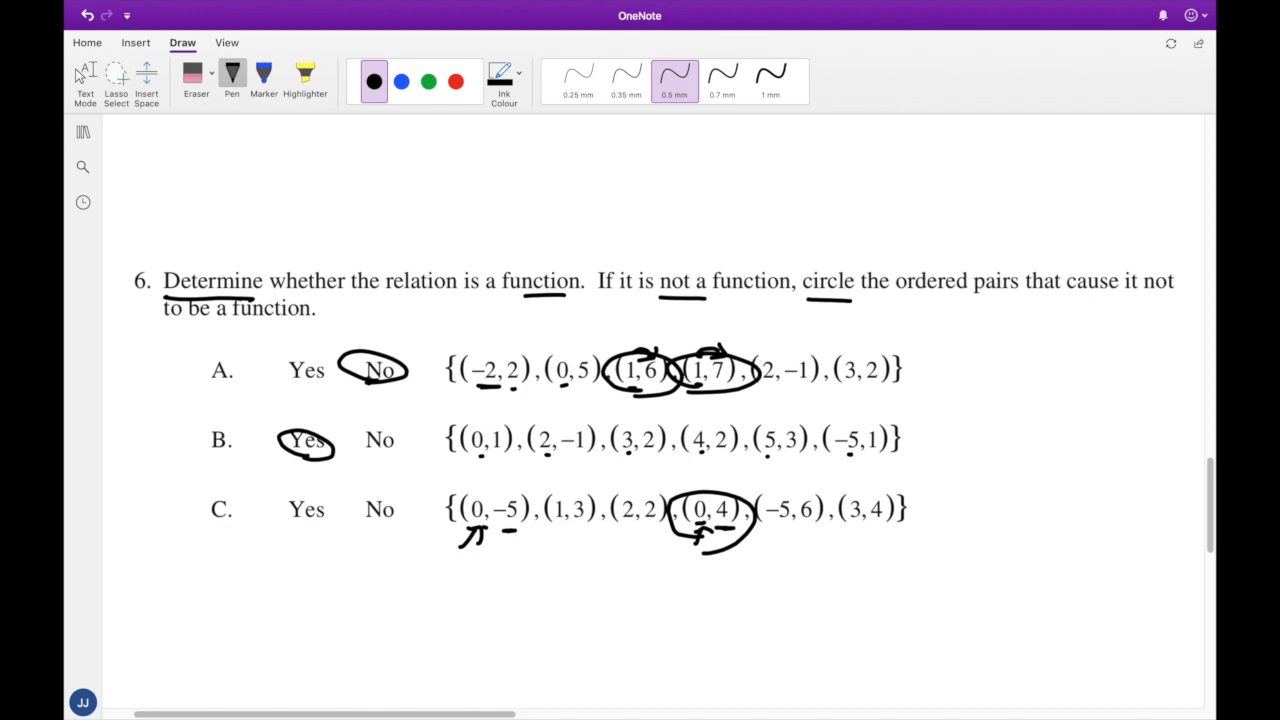 OneNote
Home Insert Draw View
Text Mode Lasso Select Insert Space Eraser Pen Marker Highlighter Ink Colour 0.25 mm 0.35 mm 0.5 mm 0.7 mm 1 mm
6. Determine whether the relation is a function. If it is not a function, circle the ordered pairs that cause it not
to be a function.
A. Yes No {(−2,2),(0,5),(1,6),(1,7),(2,−1),(3,2)}
B. Yes No {(0,1),(2,−1),(3,2),(4,2),(5,3),(−5,1)}
C. Yes No {(0,−5),(1,3),(2,2),(0,4),(−5,6),(3,4)}
JJ